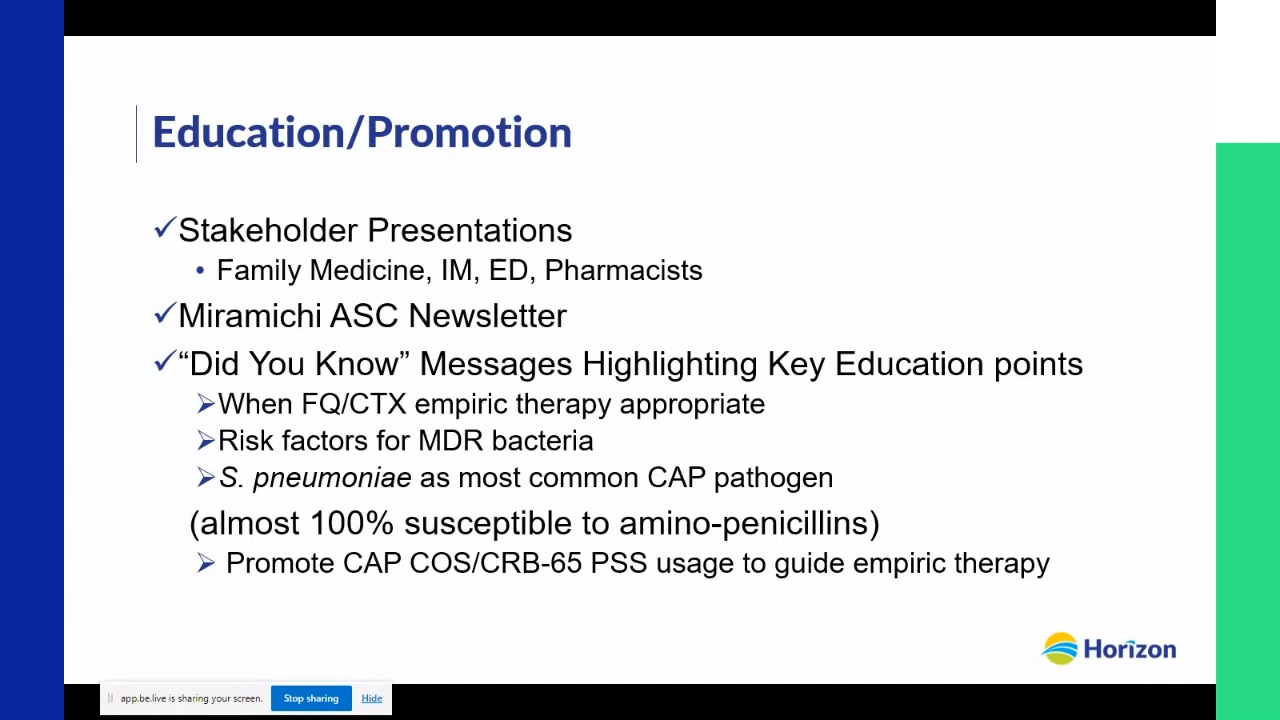 Education/Promotion
✓Stakeholder Presentations
• Family Medicine, IM, ED, Pharmacists
✓Miramichi ASC Newsletter
✓“Did You Know” Messages Highlighting Key Education points
➢When FQ/CTX empiric therapy appropriate
➢Risk factors for MDR bacteria
➢S. pneumoniae as most common CAP pathogen
(almost 100% susceptible to amino-penicillins)
➢ Promote CAP COS/CRB-65 PSS usage to guide empiric therapy
Horizon
app.be.live is sharing your screen. Stop sharing Hide